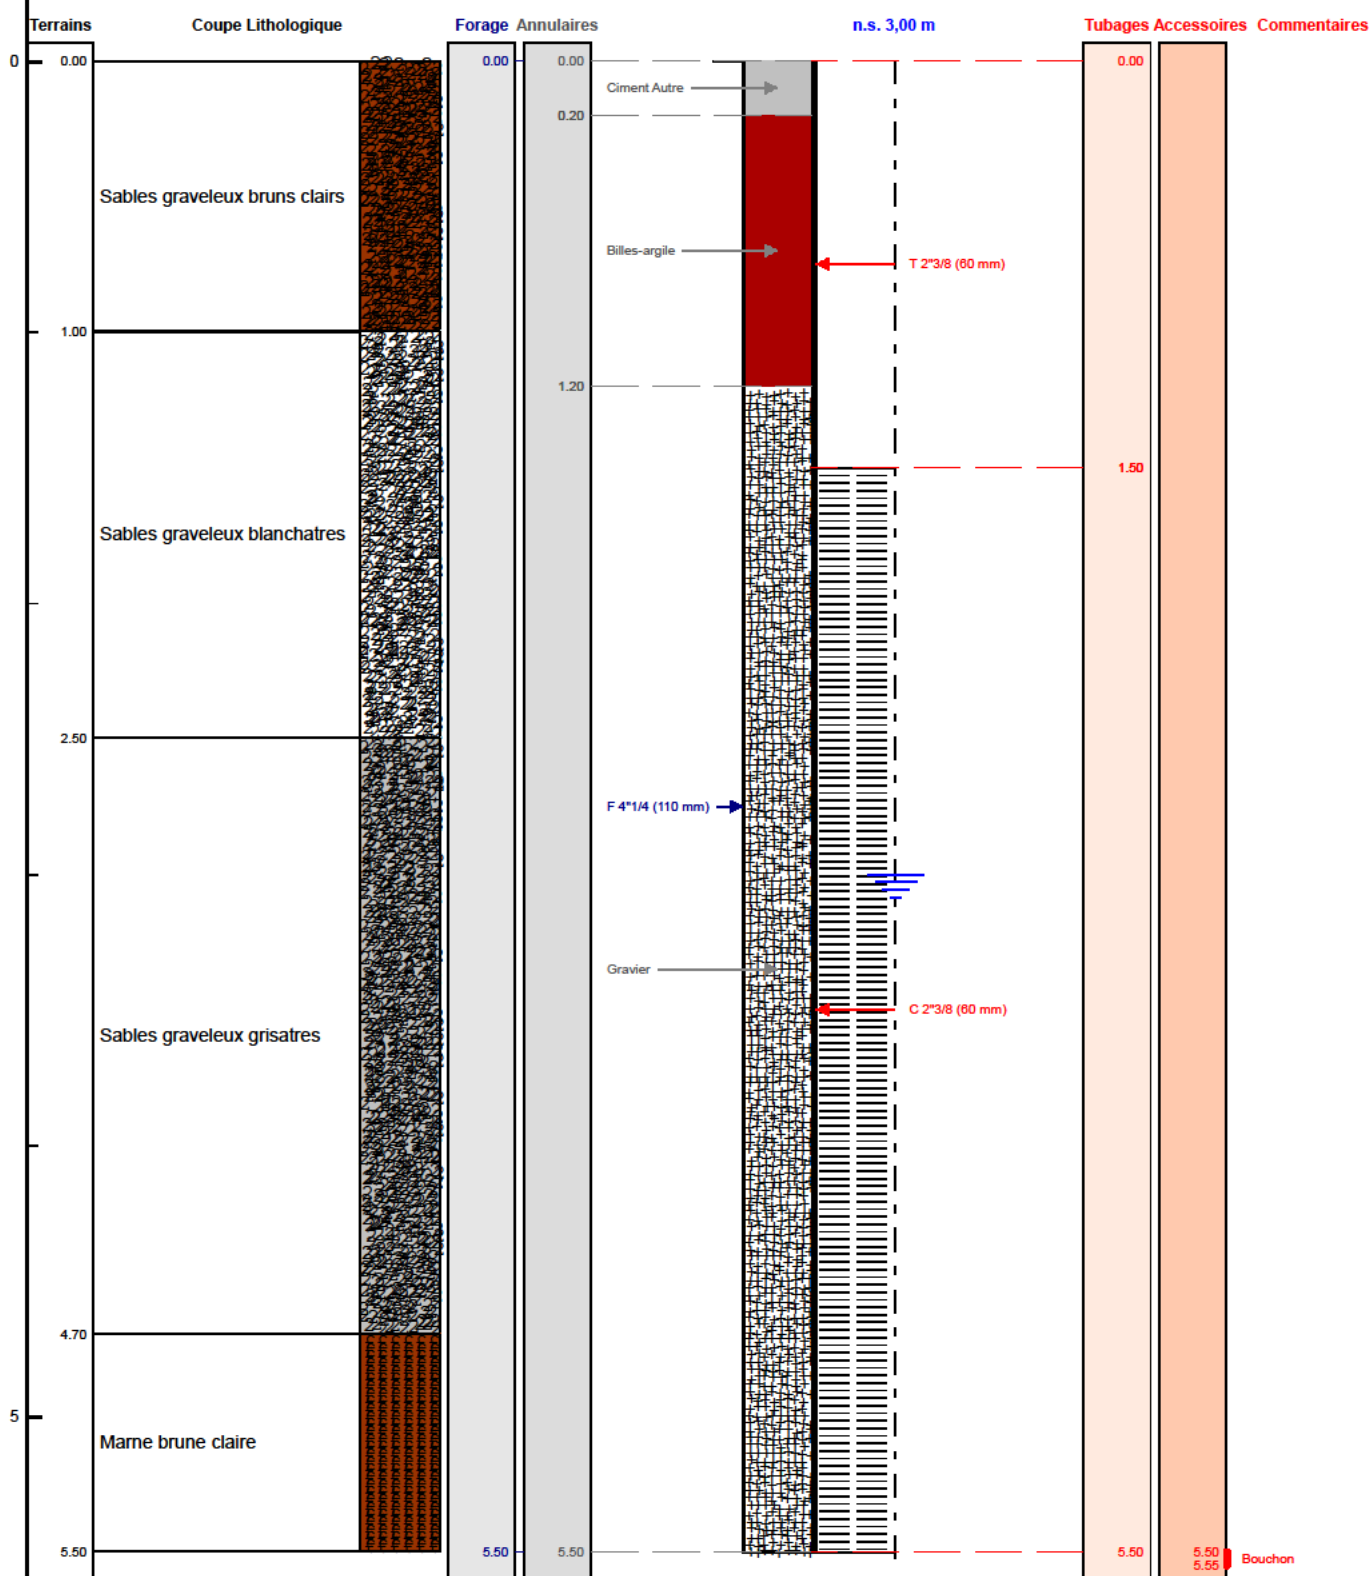 Terrains Coupe Lithologique Forage Annulaires n.s. 3,00 m Tubages Accessoires Commentaires
0 0.00 0.00 0.00 0.00
Ciment Autre
0.20
Sables graveleux bruns clairs
Billes-argile
T 2"3/8 (60 mm)
1.00
1.20
1.50
Sables graveleux blanchatres
2.50
F 4"1/4 (110 mm)
Gravier
C 2"3/8 (60 mm)
Sables graveleux grisatres
4.70
5
Marne brune claire
5.50 5.50 5.50 5.50 5.50
5.55
Bouchon